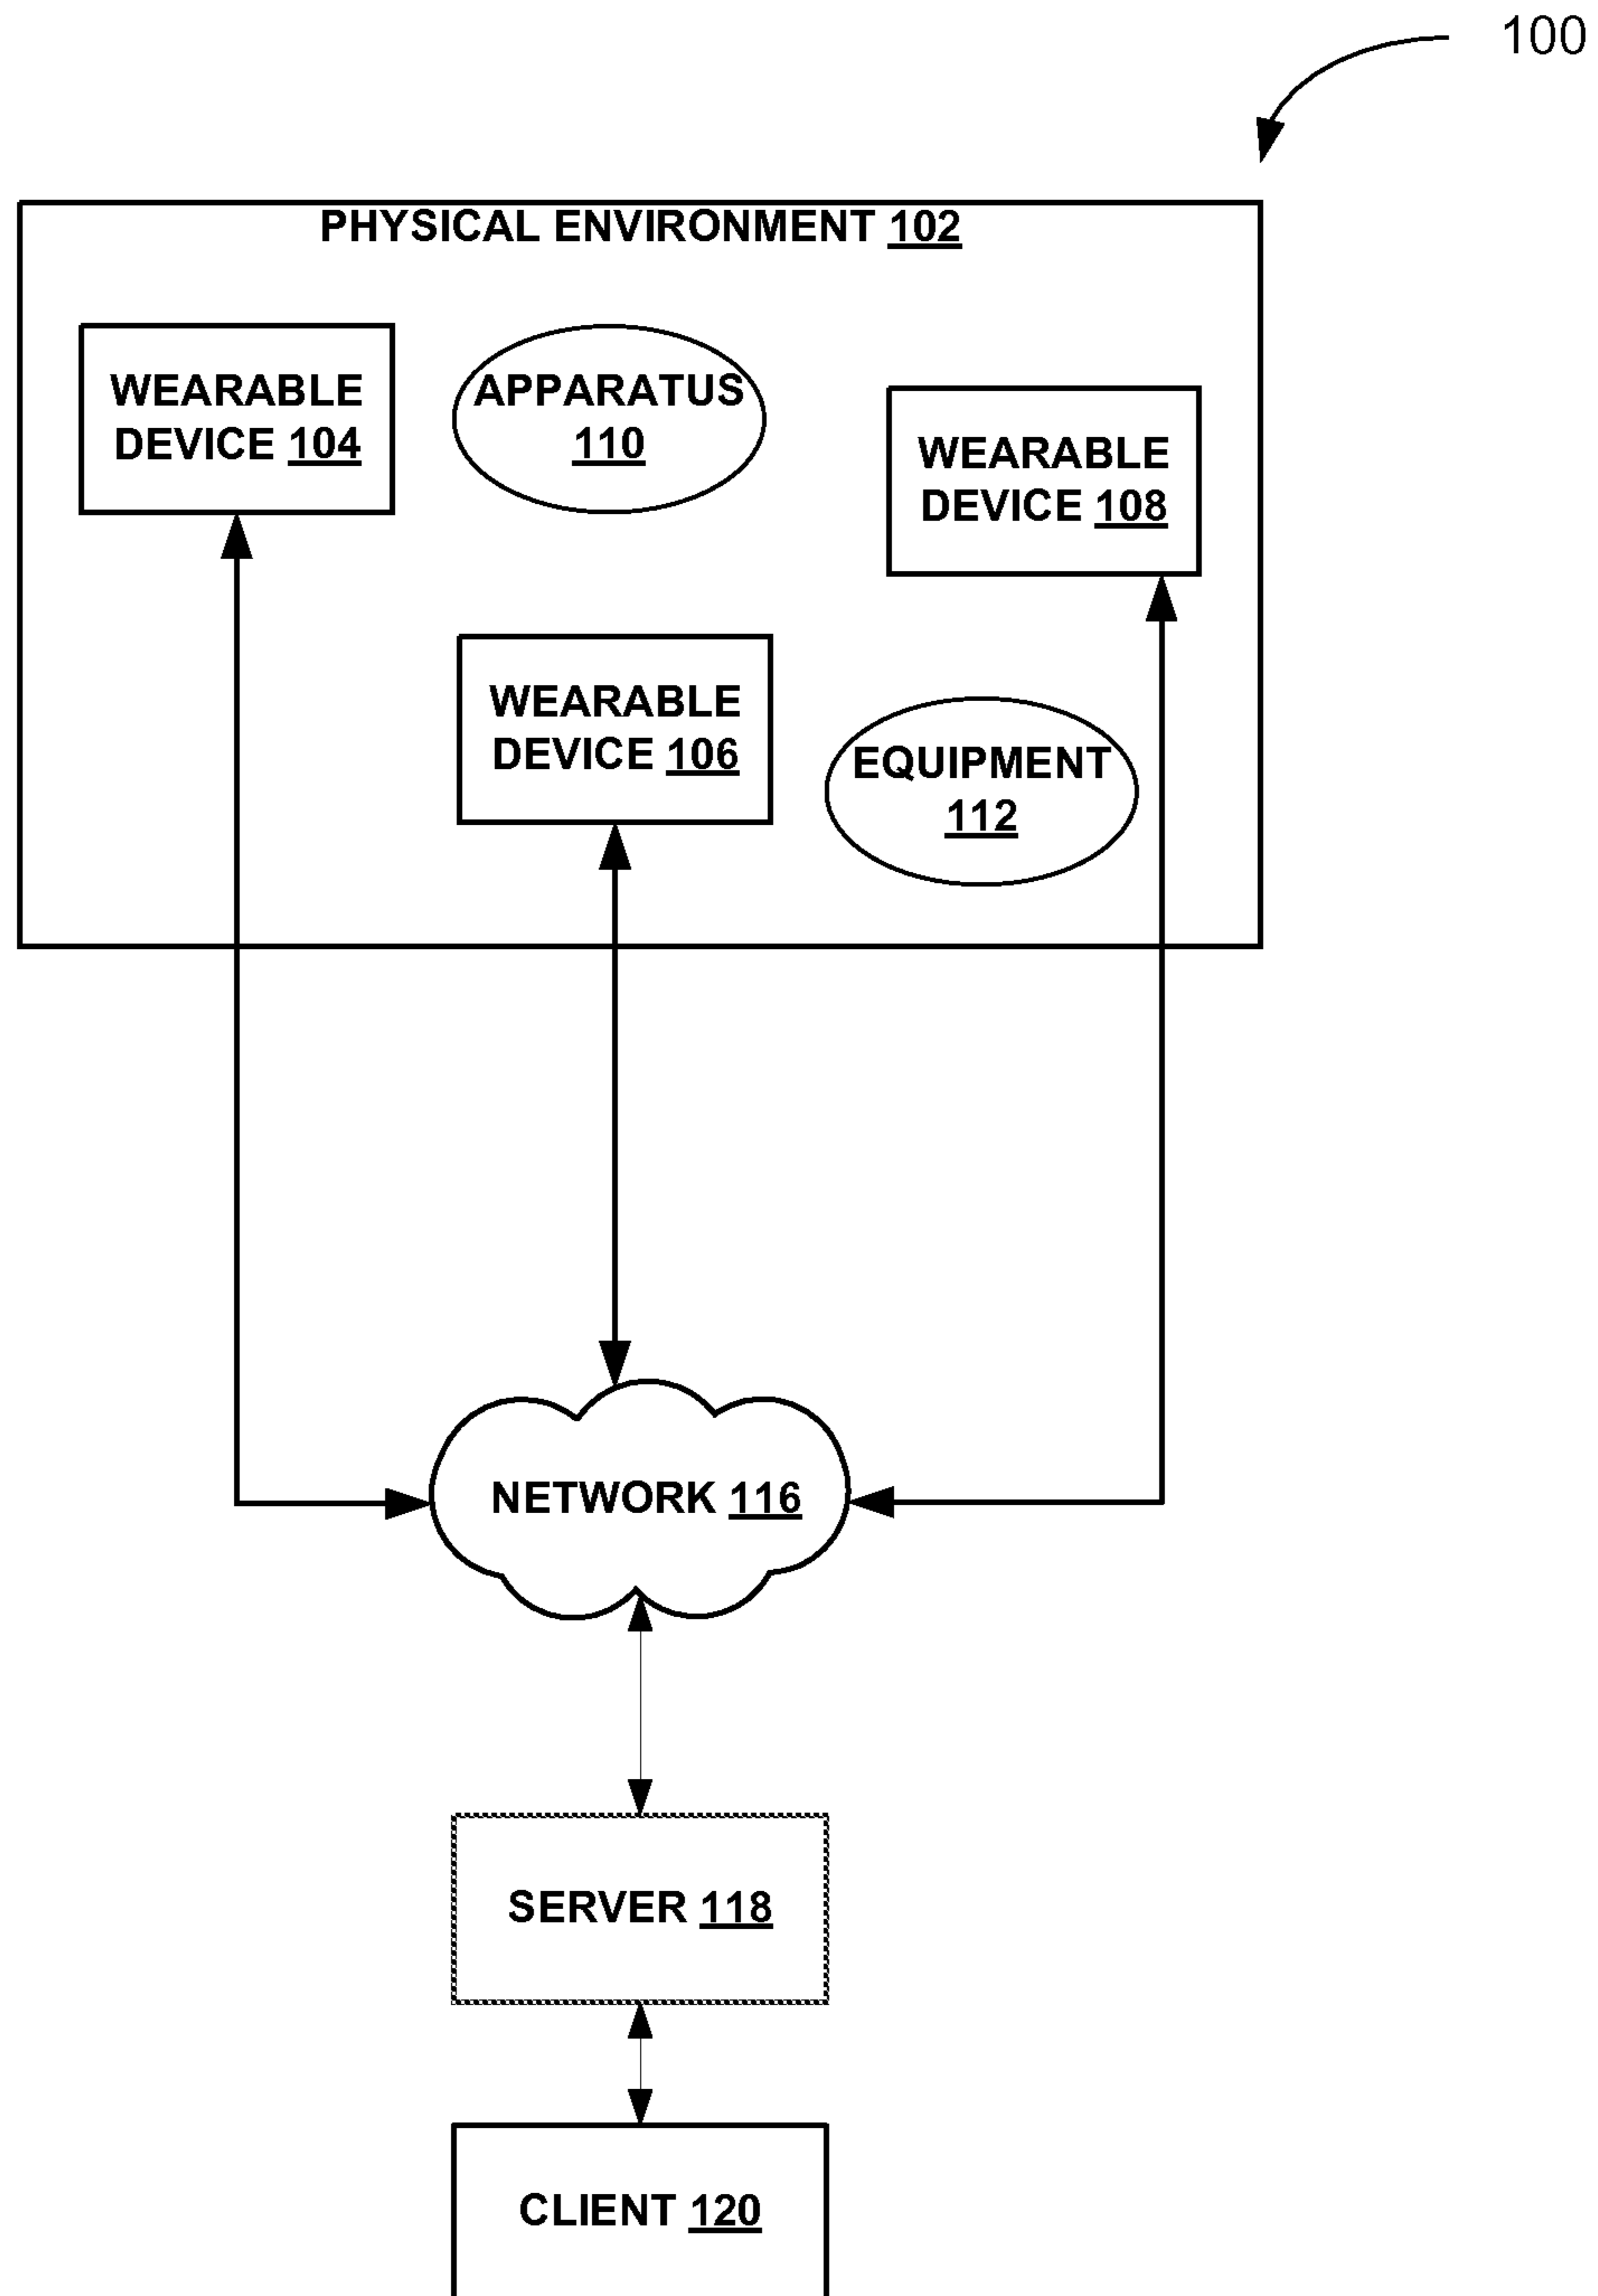 100
PHYSICAL ENVIRONMENT 102
WEARABLE
DEVICE 104
APPARATUS
110
WEARABLE
DEVICE 108
WEARABLE
DEVICE 106
EQUIPMENT
112
NETWORK 116
SERVER 118
CLIENT 120